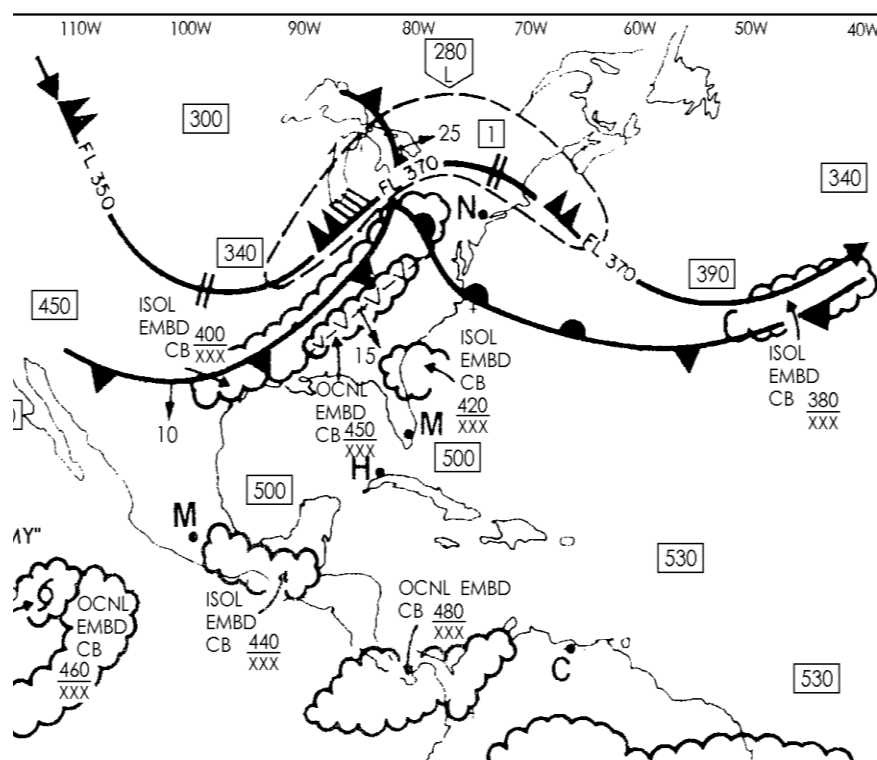 110W 100W 90W 80W 70W 60W 50W 40W
280
L
300
25
1
FL 350
FL 370
340
N
FL 370
340
390
450
ISOL
EMBD 400
CB XXX
15
10
OCNL
EMBD
CB 450
XXX
ISOL
EMBD
CB
420
XXX
ISOL
EMBD
CB 380
XXX
M
H
500
500
M
MY"
530
OCNL
EMBD
CB
460
XXX
ISOL
EMBD
CB 440
XXX
OCNL EMBD
CB 480
XXX
C
530